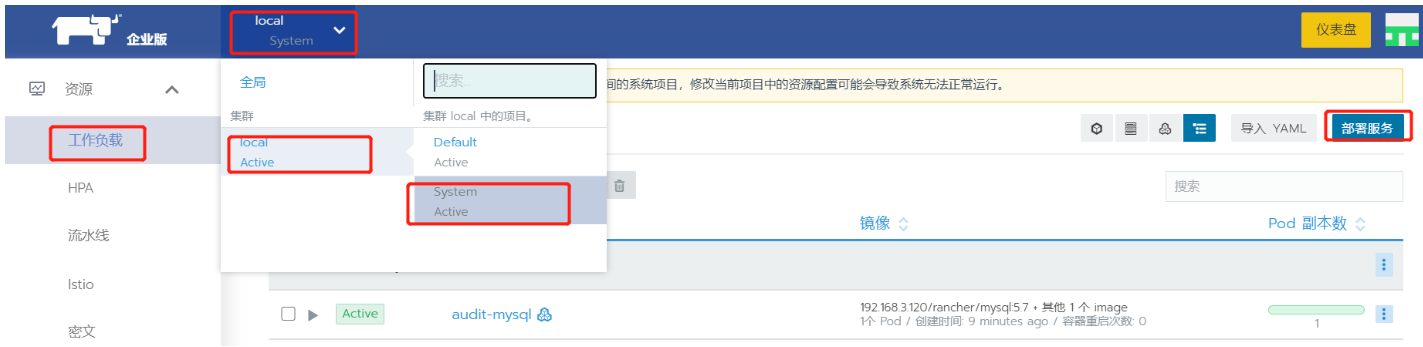 企业版
local
System
仪表盘
资源
全局
搜索...
间的系统项目，修改当前项目中的资源配置可能会导致系统无法正常运行。
集群
集群 local 中的项目。
工作负载
local
Active
Default
Active
导入 YAML
部署服务
HPA
System
Active
搜索
流水线
镜像
Pod 副本数
Istio
Active
audit-mysql
192.168.3.120/rancher/mysql:5.7 + 其他 1 个 image
1个 Pod / 创建时间: 9 minutes ago / 容器重启次数: 0
1
密文